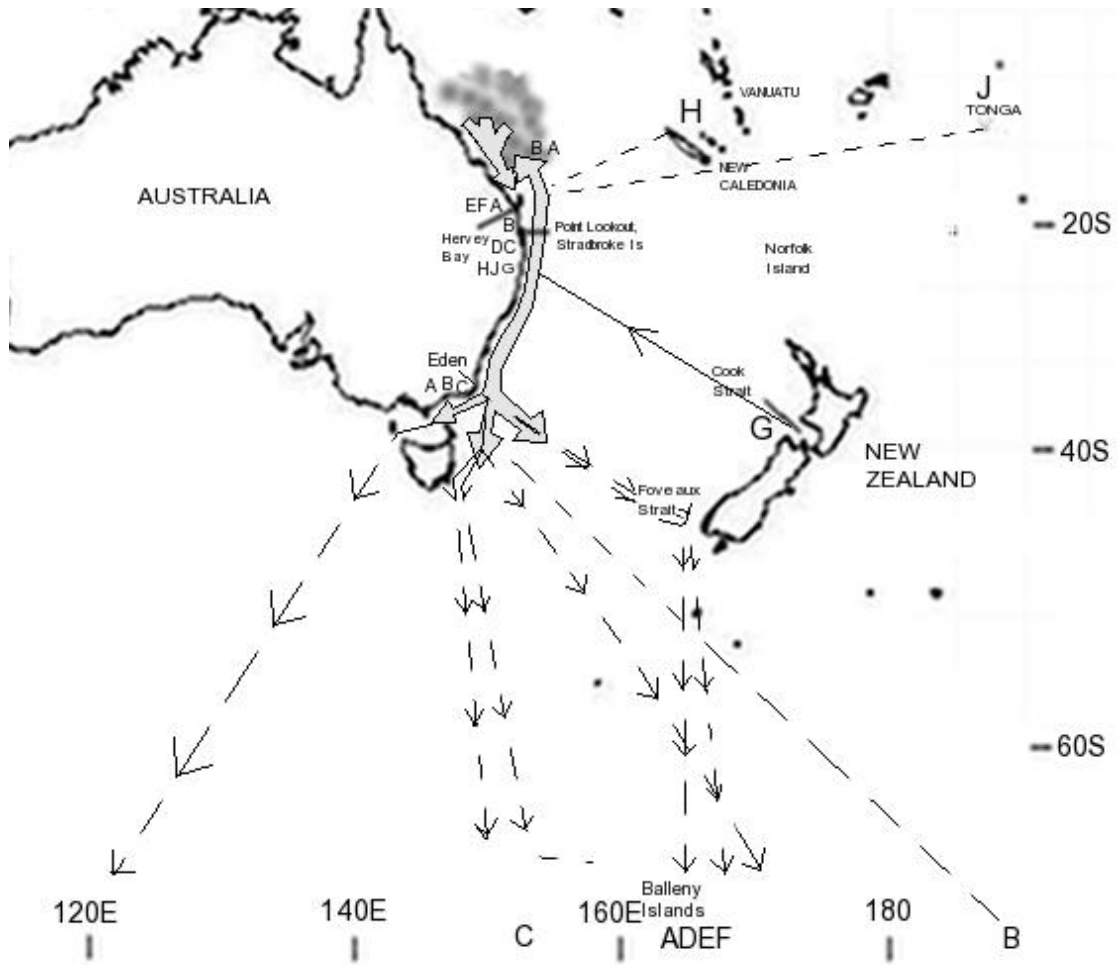 J
VANUATU
TONGA
H
B A
NEW
CALEDONIA
AUSTRALIA
EF A
B
Point Lookout,
Stradbroke Is
20S
Hervey
Bay
DC
HJ G
Norfolk
Island
Eden
A B C
Cook
Strait
G
NEW
ZEALAND
40S
Foveaux
Strait
60S
Balleny
Islands
120E
140E
160E
180
C
ADEF
B